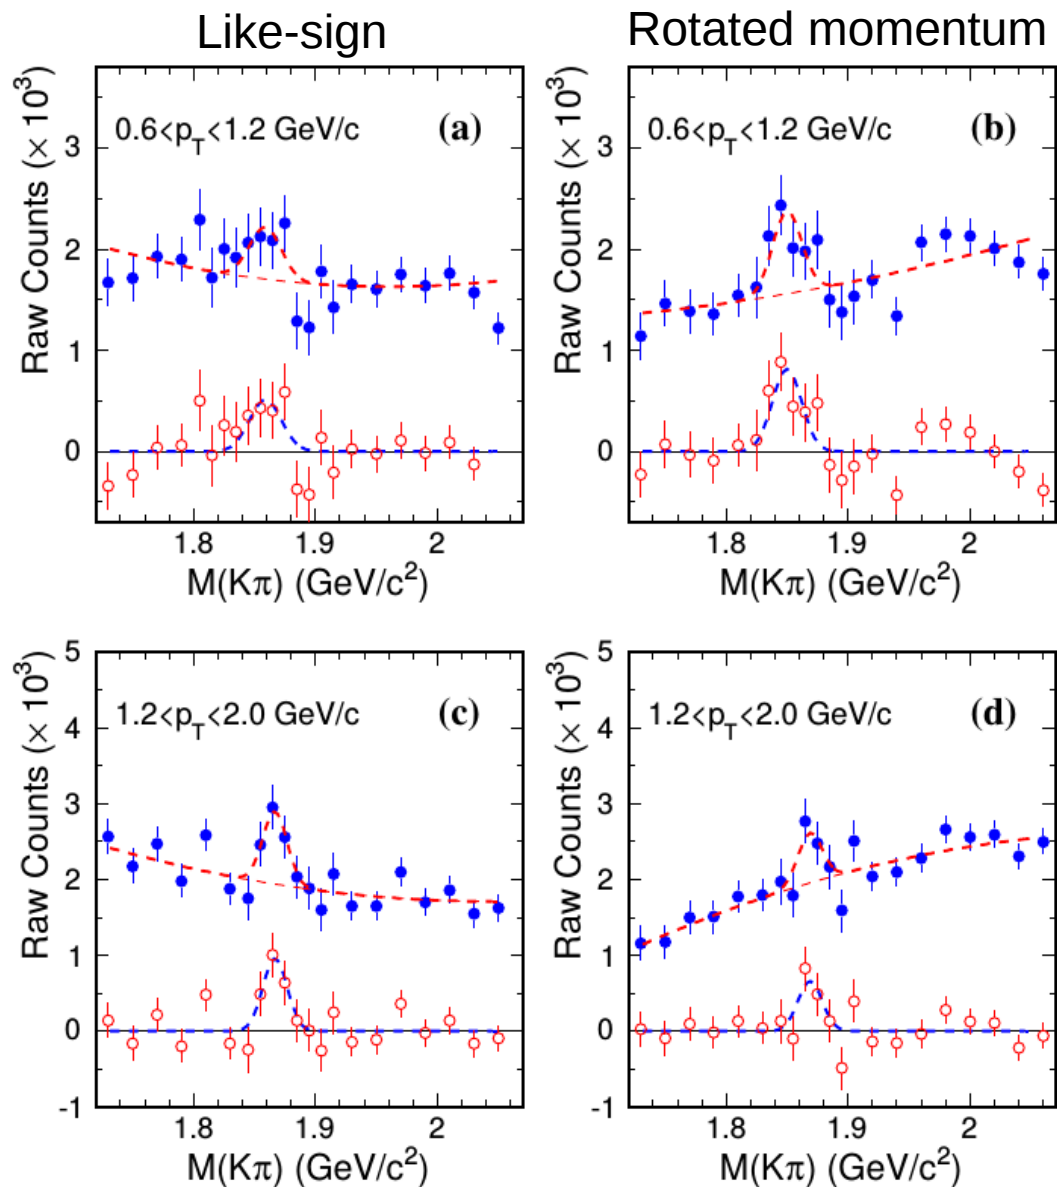 Like-sign
Rotated momentum
Raw Counts (× 10³)
0.6<p_T<1.2 GeV/c
(a)
3
2
1
0
1.8
1.9
2
M(Kπ) (GeV/c²)
Raw Counts (× 10³)
0.6<p_T<1.2 GeV/c
(b)
3
2
1
0
1.8
1.9
2
M(Kπ) (GeV/c²)
Raw Counts (× 10³)
1.2<p_T<2.0 GeV/c
(c)
5
4
3
2
1
0
-1
1.8
1.9
2
M(Kπ) (GeV/c²)
Raw Counts (× 10³)
1.2<p_T<2.0 GeV/c
(d)
5
4
3
2
1
0
-1
1.8
1.9
2
M(Kπ) (GeV/c²)